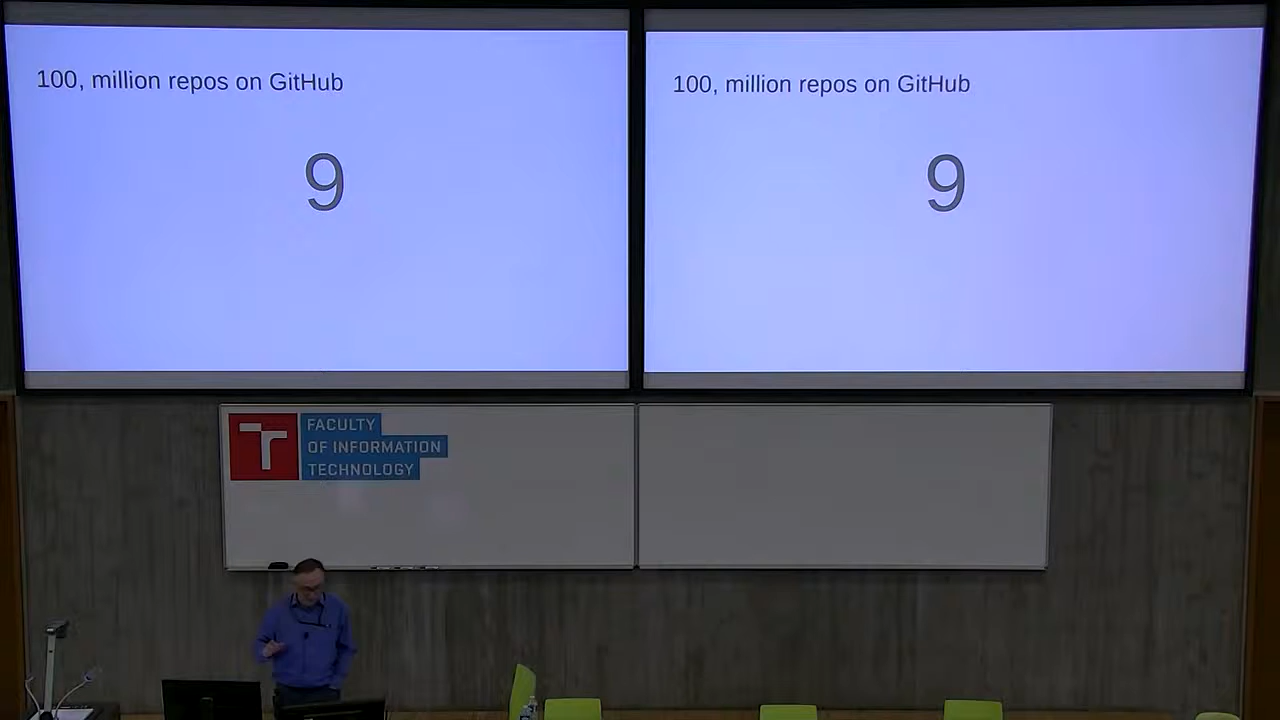 100, million repos on GitHub
9
100, million repos on GitHub
9
FACULTY
OF INFORMATION
TECHNOLOGY